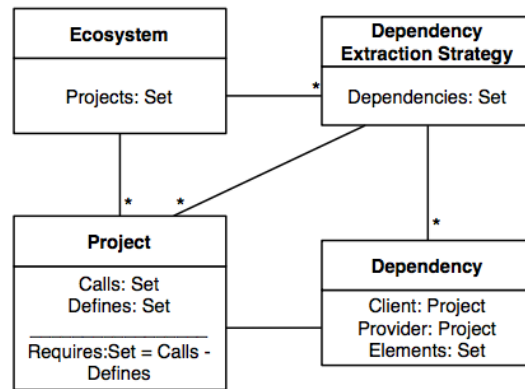 Ecosystem
Projects: Set
Dependency
Extraction Strategy
Dependencies: Set
*
*
*
*
Project
Calls: Set
Defines: Set
Requires:Set = Calls -
Defines
Dependency
Client: Project
Provider: Project
Elements: Set